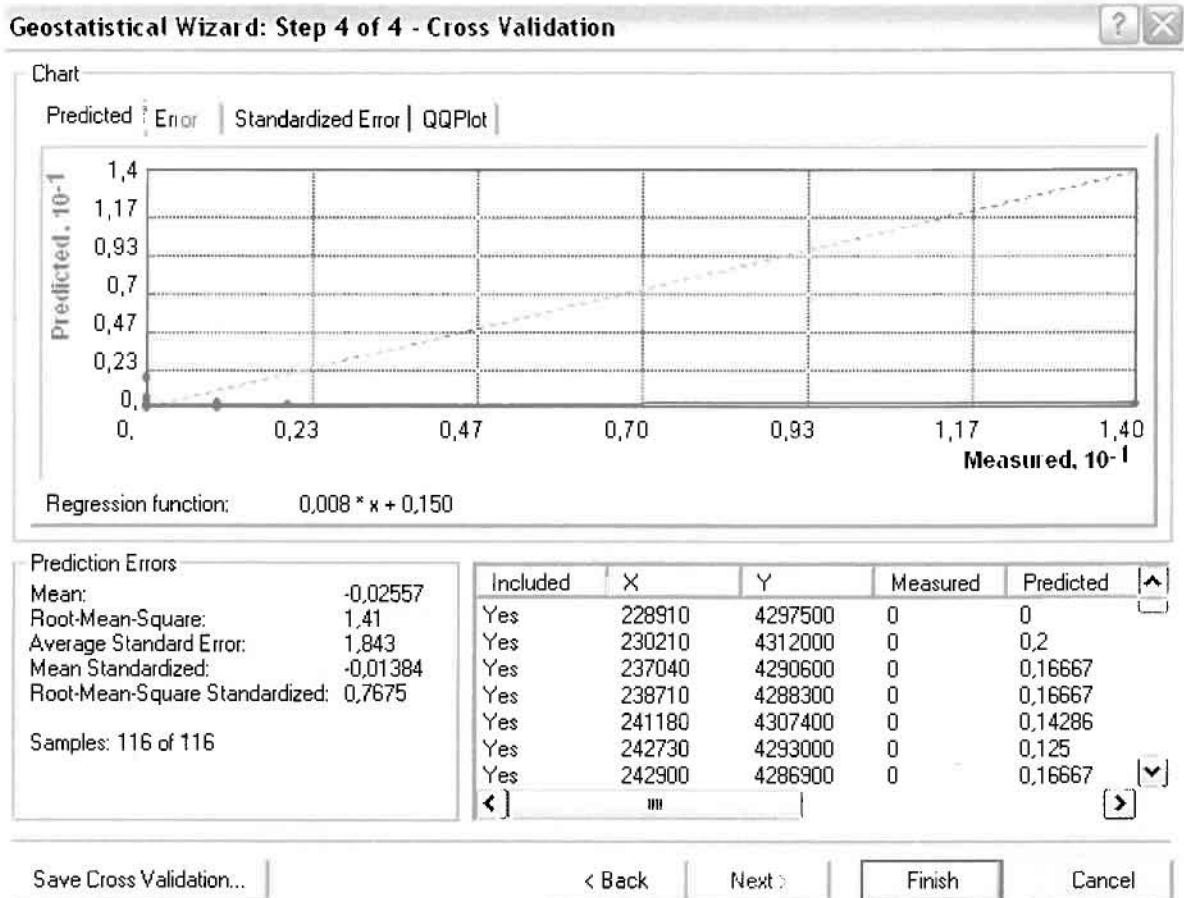 Geostatistical Wizard: Step 4 of 4 - Cross Validation
Chart
Predicted Error Standardized Error QQPlot
Predicted, 10-1
1,4
1,17
0,93
0,7
0,47
0,23
0,
0, 0,23 0,47 0,70 0,93 1,17 1,40
Measured, 10-1
Regression function: 0,008 * x + 0,150
Prediction Errors
Mean: -0,02557
Root-Mean-Square: 1,41
Average Standard Error: 1,843
Mean Standardized: -0,01384
Root-Mean-Square Standardized: 0,7675
Samples: 116 of 116
Included X Y Measured Predicted
Yes 228910 4297500 0 0
Yes 230210 4312000 0 0,2
Yes 237040 4290600 0 0,16667
Yes 238710 4288300 0 0,16667
Yes 241180 4307400 0 0,14286
Yes 242730 4293000 0 0,125
Yes 242900 4286900 0 0,16667
Save Cross Validation... < Back Next > Finish Cancel